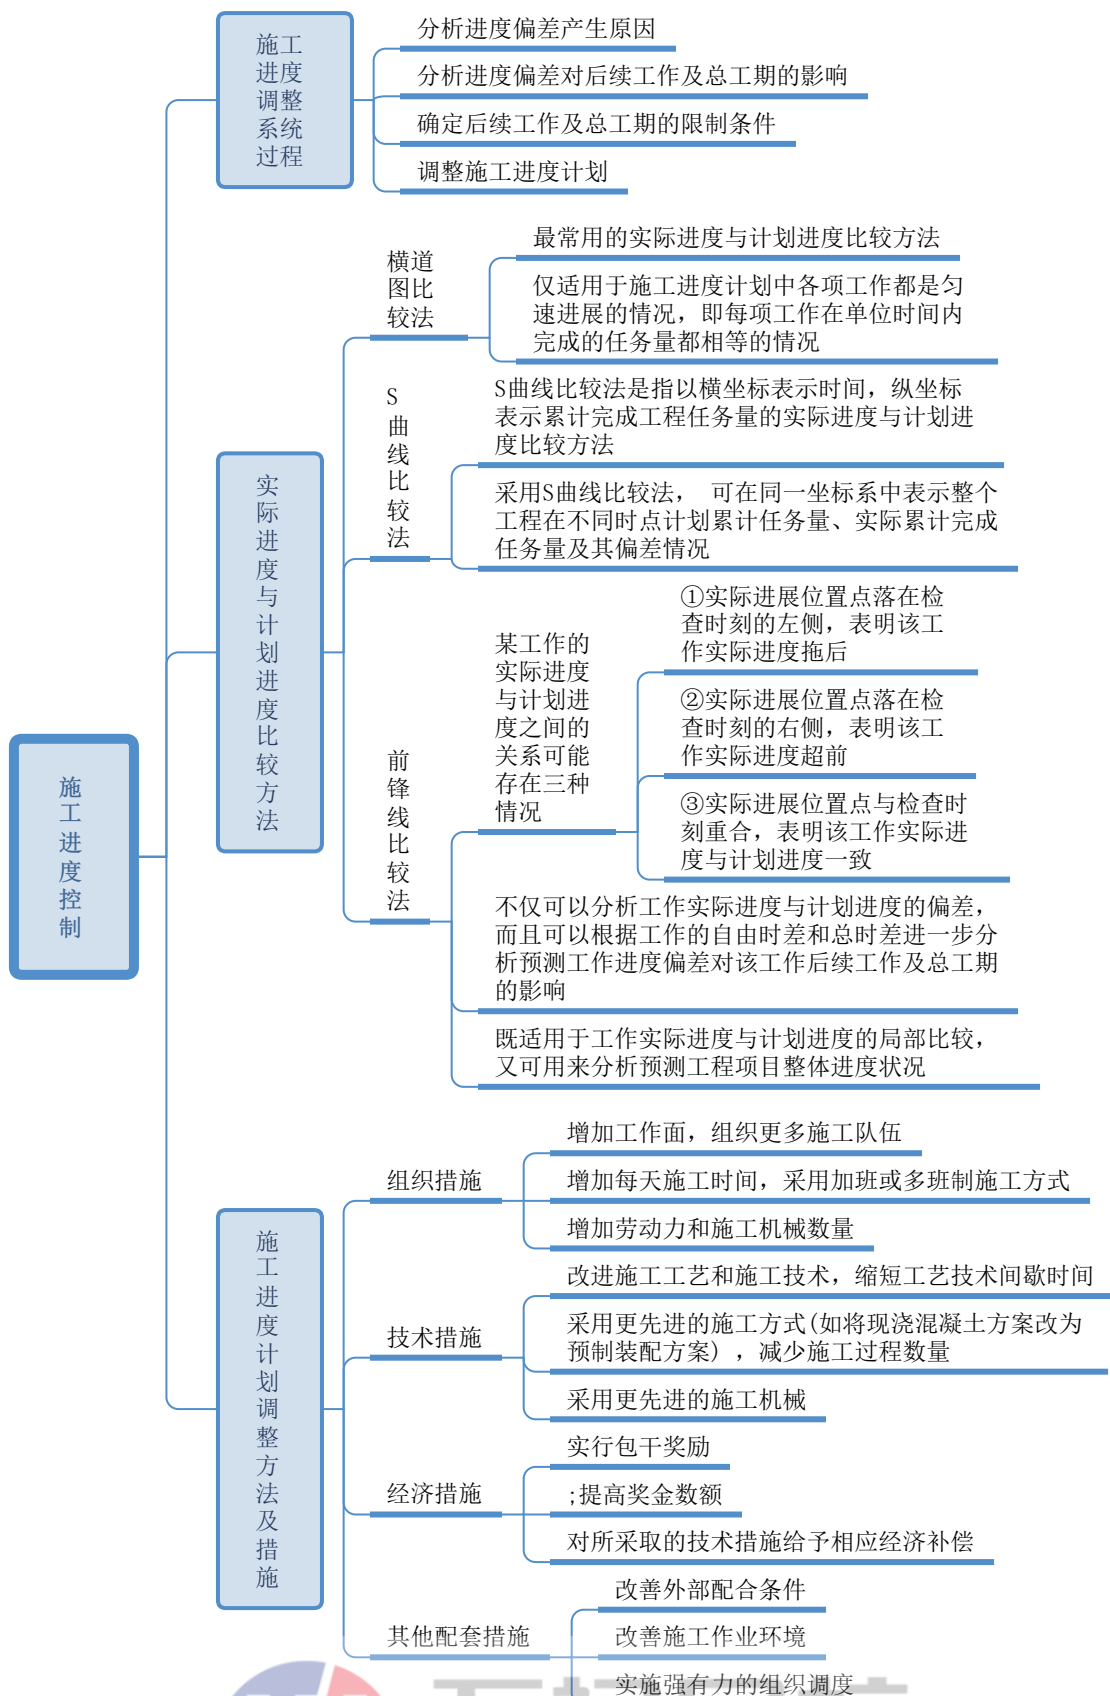 施工
进度
调整
系统
过程
分析进度偏差产生原因
分析进度偏差对后续工作及总工期的影响
确定后续工作及总工期的限制条件
调整施工进度计划
横道
图比
较法
最常用的实际进度与计划进度比较方法
仅适用于施工进度计划中各项工作都是匀
速进展的情况，即每项工作在单位时间内
完成的任务量都相等的情况
S
曲
线
比
较
法
S曲线比较法是指以横坐标表示时间，纵坐标
表示累计完成工程任务量的实际进度与计划进
度比较方法
采用S曲线比较法， 可在同一坐标系中表示整个
工程在不同时点计划累计任务量、实际累计完成
任务量及其偏差情况
实
际
进
度
与
计
划
进
度
比
较
方
法
某工作的
实际进度
与计划进
度之间的
关系可能
存在三种
情况
①实际进展位置点落在检
查时刻的左侧，表明该工
作实际进度拖后
②实际进展位置点落在检
查时刻的右侧，表明该工
作实际进度超前
③实际进展位置点与检查时
刻重合，表明该工作实际进
度与计划进度一致
前
锋
线
比
较
法
不仅可以分析工作实际进度与计划进度的偏差，
而且可以根据工作的自由时差和总时差进一步分
析预测工作进度偏差对该工作后续工作及总工期
的影响
既适用于工作实际进度与计划进度的局部比较，
又可用来分析预测工程项目整体进度状况
施
工
进
度
控
制
组织措施
增加工作面，组织更多施工队伍
增加每天施工时间，采用加班或多班制施工方式
增加劳动力和施工机械数量
施
工
进
度
计
划
调
整
方
法
及
措
施
技术措施
改进施工工艺和施工技术，缩短工艺技术间歇时间
采用更先进的施工方式(如将现浇混凝土方案改为
预制装配方案) ，减少施工过程数量
采用更先进的施工机械
经济措施
实行包干奖励
;提高奖金数额
对所采取的技术措施给予相应经济补偿
其他配套措施
改善外部配合条件
改善施工作业环境
实施强有力的组织调度